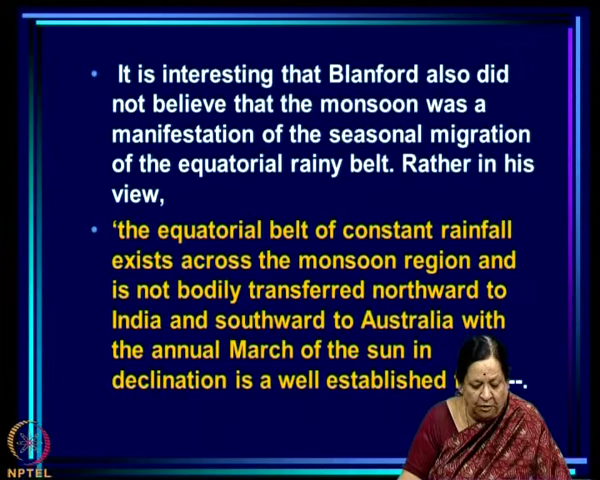 It is interesting that Blanford also did
not believe that the monsoon was a
manifestation of the seasonal migration
of the equatorial rainy belt. Rather in his
view,
‘the equatorial belt of constant rainfall
exists across the monsoon region and
is not bodily transferred northward to
India and southward to Australia with
the annual March of the sun in
declination is a well established --.
NPTEL